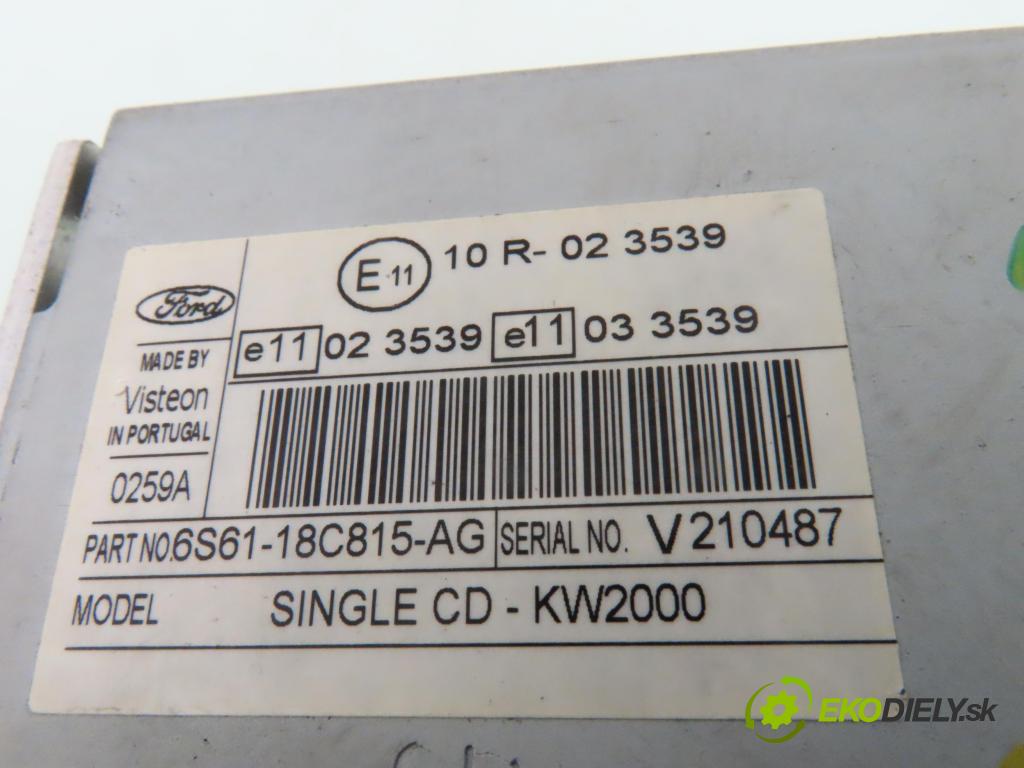 E 11 10 R- 02 3539
Ford
e11 02 3539 e11 03 3539
MADE BY
Visteon
IN PORTUGAL
0259A
PART NO. 6S61-18C815-AG SERIAL NO. V210487
MODEL SINGLE CD - KW2000
EKODIELY.sk